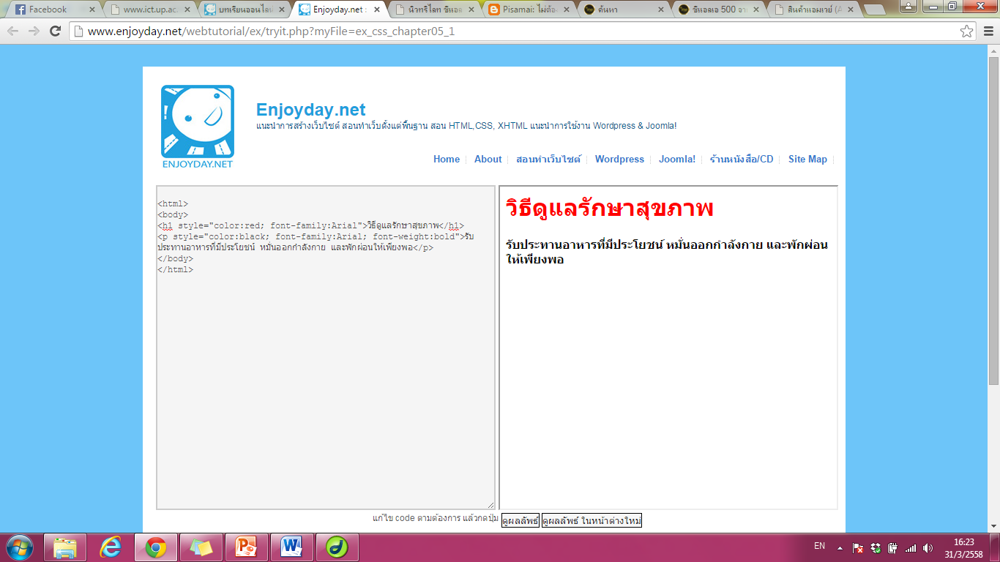 Facebook
www.ict.up.ac
บทเรียนออนไลน
Enjoyday.net :
นิวทริไลท ซีแอล
Pisamai: ไม่ต้อ
ค้นหา
ซีแอลเอ 500 จา
สินค้าแอมเวย์ (A
www.enjoyday.net/webtutorial/ex/tryit.php?myFile=ex_css_chapter05_1
ENJOYDAY.NET
Enjoyday.net
แนะนำการสร้างเว็บไซต์ สอนทำเว็บตั้งแต่พื้นฐาน สอน HTML,CSS, XHTML แนะนำการใช้งาน Wordpress & Joomla!
Home About สอนทำเว็บไซต์ Wordpress Joomla! ร้านหนังสือ/CD Site Map
<html>
<body>
<h1 style="color:red; font-family:Arial">วิธีดูแลรักษาสุขภาพ</h1>
<p style="color:black; font-family:Arial; font-weight:bold">รับ
ประทานอาหารที่มีประโยชน์ หมั่นออกกำลังกาย และพักผ่อนให้เพียงพอ</p>
</body>
</html>
วิธีดูแลรักษาสุขภาพ
รับประทานอาหารที่มีประโยชน์ หมั่นออกกำลังกาย และพักผ่อน
ให้เพียงพอ
แก้ไข code ตามต้องการ แล้วกดปุ่ม ดูผลลัพธ์ ดูผลลัพธ์ ในหน้าต่างใหม่
EN
16:23
31/3/2558